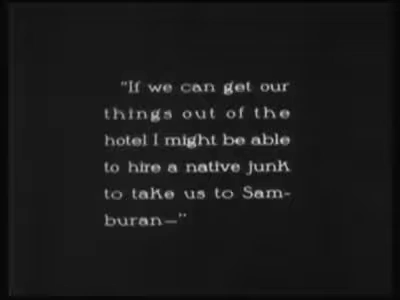 "If we can get our
things out of the
hotel I might be able
to hire a native junk
to take us to Sam-
buran—"